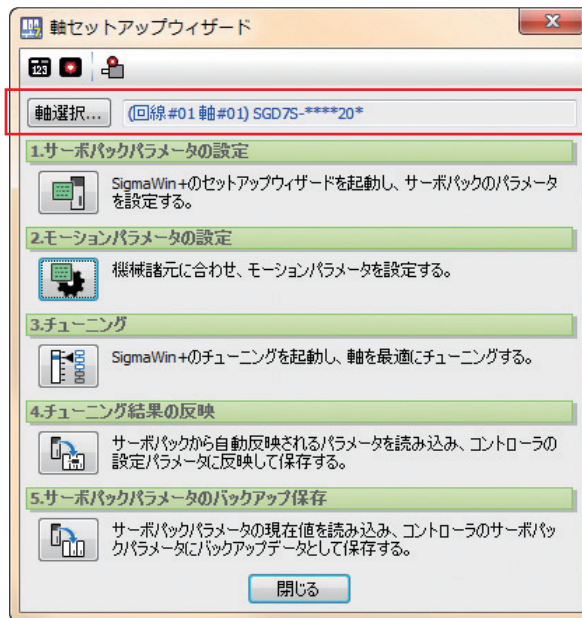 軸セットアップウィザード
123
軸選択... (回線#01 軸#01) SGD7S-****20*
1.サーボパックパラメータの設定
SigmaWin+のセットアップウィザードを起動し、サーボパックのパラメータ
を設定する。
2.モーションパラメータの設定
機械諸元に合わせ、モーションパラメータを設定する。
3.チューニング
SigmaWin+のチューニングを起動し、軸を最適にチューニングする。
4.チューニング結果の反映
サーボパックから自動反映されるパラメータを読み込み、コントローラの
設定パラメータに反映して保存する。
5.サーボパックパラメータのバックアップ保存
サーボパックパラメータの現在値を読み込み、コントローラのサーボパッ
クパラメータにバックアップデータとして保存する。
閉じる